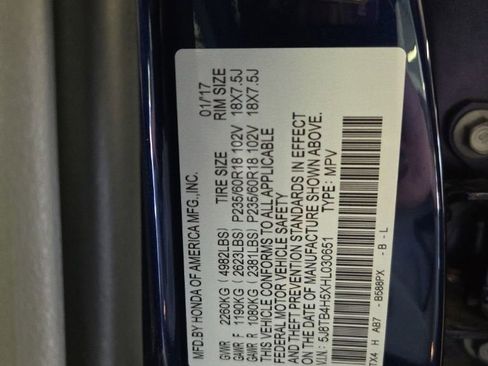 MFD.BY HONDA OF AMERICA MFG.,INC. 01/17
TIRE SIZE RIM SIZE
GVWR 2260KG ( 4982LBS)
GAWR F 1190KG ( 2623LBS) P235/60R18 102V 18X7.5J
GAWR R 1080KG ( 2381LBS) P235/60R18 102V 18X7.5J
THIS VEHICLE CONFORMS TO ALL APPLICABLE
FEDERAL MOTOR VEHICLE SAFETY
AND THEFT PREVENTION STANDARDS IN EFFECT
ON THE DATE OF MANUFACTURE SHOWN ABOVE.
V.I.N.: 5J8TB4H5XHL030651 TYPE: MPV
TX4 H AB7 - B588PX - B - L